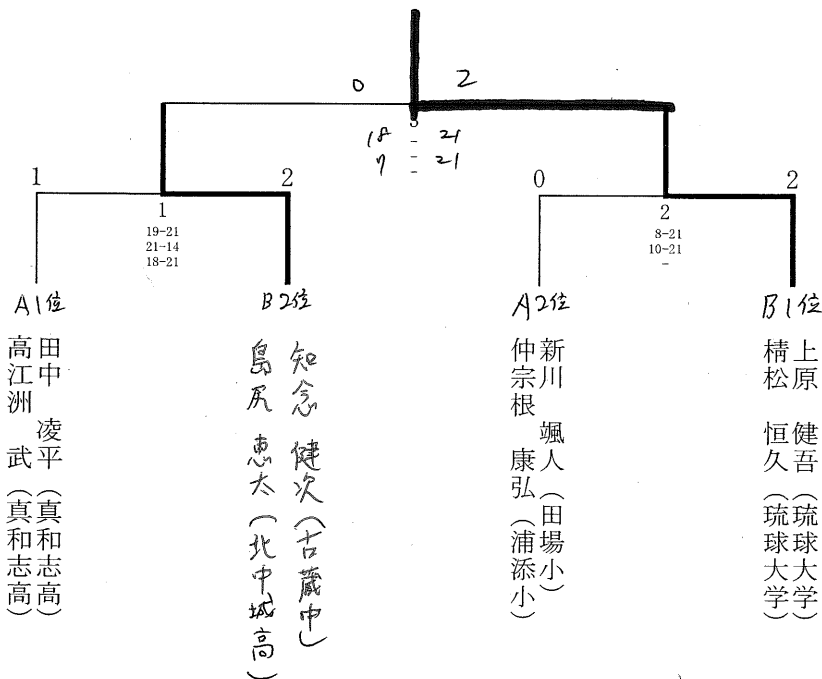 0 2
3
18 - 21
7 - 21
-
1 2
1
19-21
21-14
18-21
0 2
2
8-21
10-21
-
A1位
田中 凌平(真和志高)
高江洲 武(真和志高)
B2位
知念 健次(古蔵中)
島尻 恵太(北中城高)
A2位
新川 颯人(田場小)
仲宗根 康弘(浦添小)
B1位
上原 健吾(琉球大学)
棈松 恒久(琉球大学)